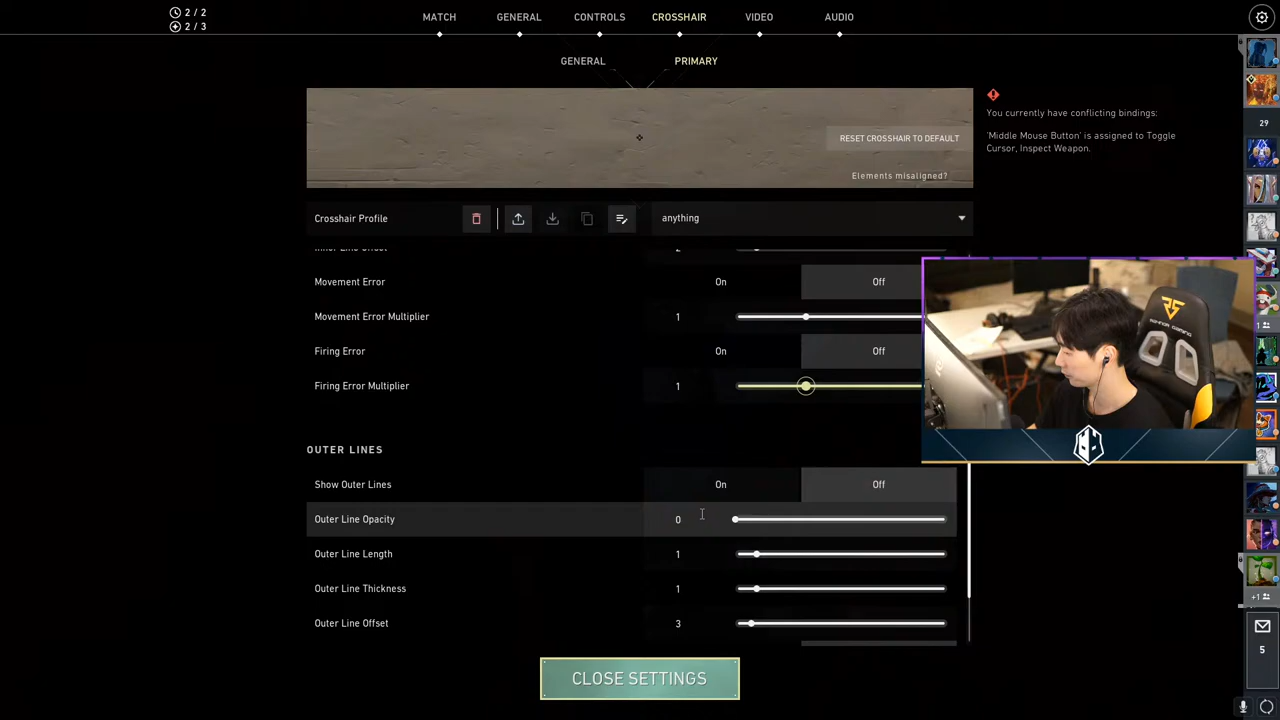 2 / 2
2 / 3
MATCH
GENERAL
CONTROLS
CROSSHAIR
VIDEO
AUDIO
GENERAL
PRIMARY
RESET CROSSHAIR TO DEFAULT
Elements misaligned?
You currently have conflicting bindings:
'Middle Mouse Button' is assigned to Toggle
Cursor, Inspect Weapon.
29
Crosshair Profile
anything
Movement Error
On
Off
Movement Error Multiplier
1
Firing Error
On
Off
Firing Error Multiplier
1
OUTER LINES
Show Outer Lines
On
Off
Outer Line Opacity
0
Outer Line Length
1
Outer Line Thickness
1
Outer Line Offset
3
+1
5
CLOSE SETTINGS